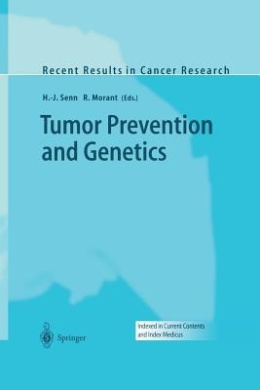 Recent Results in Cancer Research
H.-J. Senn R. Morant (Eds.)
Tumor Prevention
and Genetics
Springer
Indexed in Current Contents
and Index Medicus